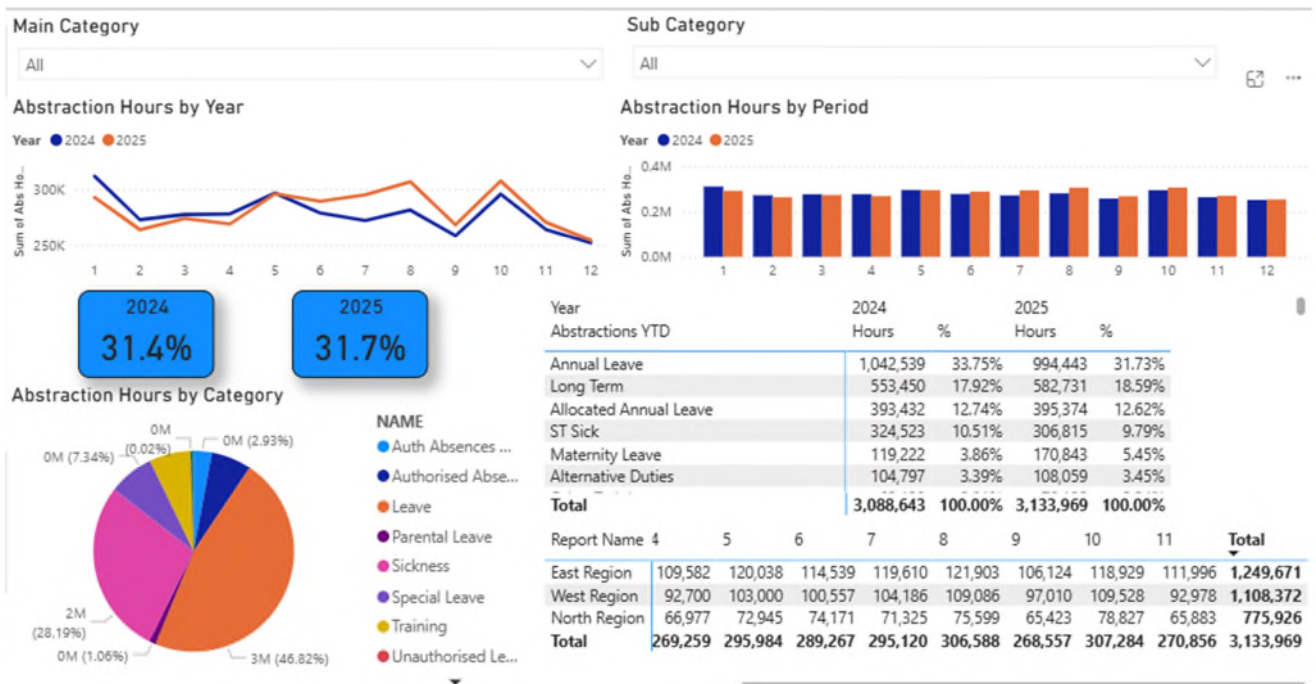 Main Category
All
Sub Category
All
Abstraction Hours by Year
Year 2024 2025
Sum of Abs Ho...
300K
250K
1 2 3 4 5 6 7 8 9 10 11 12
Abstraction Hours by Period
Year 2024 2025
Sum of Abs Ho...
0.4M
0.2M
0.0M
1 2 3 4 5 6 7 8 9 10 11 12
2024
31.4%
2025
31.7%
Abstraction Hours by Category
0M
(0.02%)
0M (2.93%)
0M (7.34%)
2M
(28.19%)
0M (1.06%)
3M (46.82%)
NAME
Auth Absences ...
Authorised Abse...
Leave
Parental Leave
Sickness
Special Leave
Training
Unauthorised Le...
Year 2024 2025
Abstractions YTD Hours % Hours %
Annual Leave 1,042,539 33.75% 994,443 31.73%
Long Term 553,450 17.92% 582,731 18.59%
Allocated Annual Leave 393,432 12.74% 395,374 12.62%
ST Sick 324,523 10.51% 306,815 9.79%
Maternity Leave 119,222 3.86% 170,843 5.45%
Alternative Duties 104,797 3.39% 108,059 3.45%
Total 3,088,643 100.00% 3,133,969 100.00%
Report Name 4 5 6 7 8 9 10 11 Total
East Region 109,582 120,038 114,539 119,610 121,903 106,124 118,929 111,996 1,249,671
West Region 92,700 103,000 100,557 104,186 109,086 97,010 109,528 92,978 1,108,372
North Region 66,977 72,945 74,171 71,325 75,599 65,423 78,827 65,883 775,926
Total 269,259 295,984 289,267 295,120 306,588 268,557 307,284 270,856 3,133,969